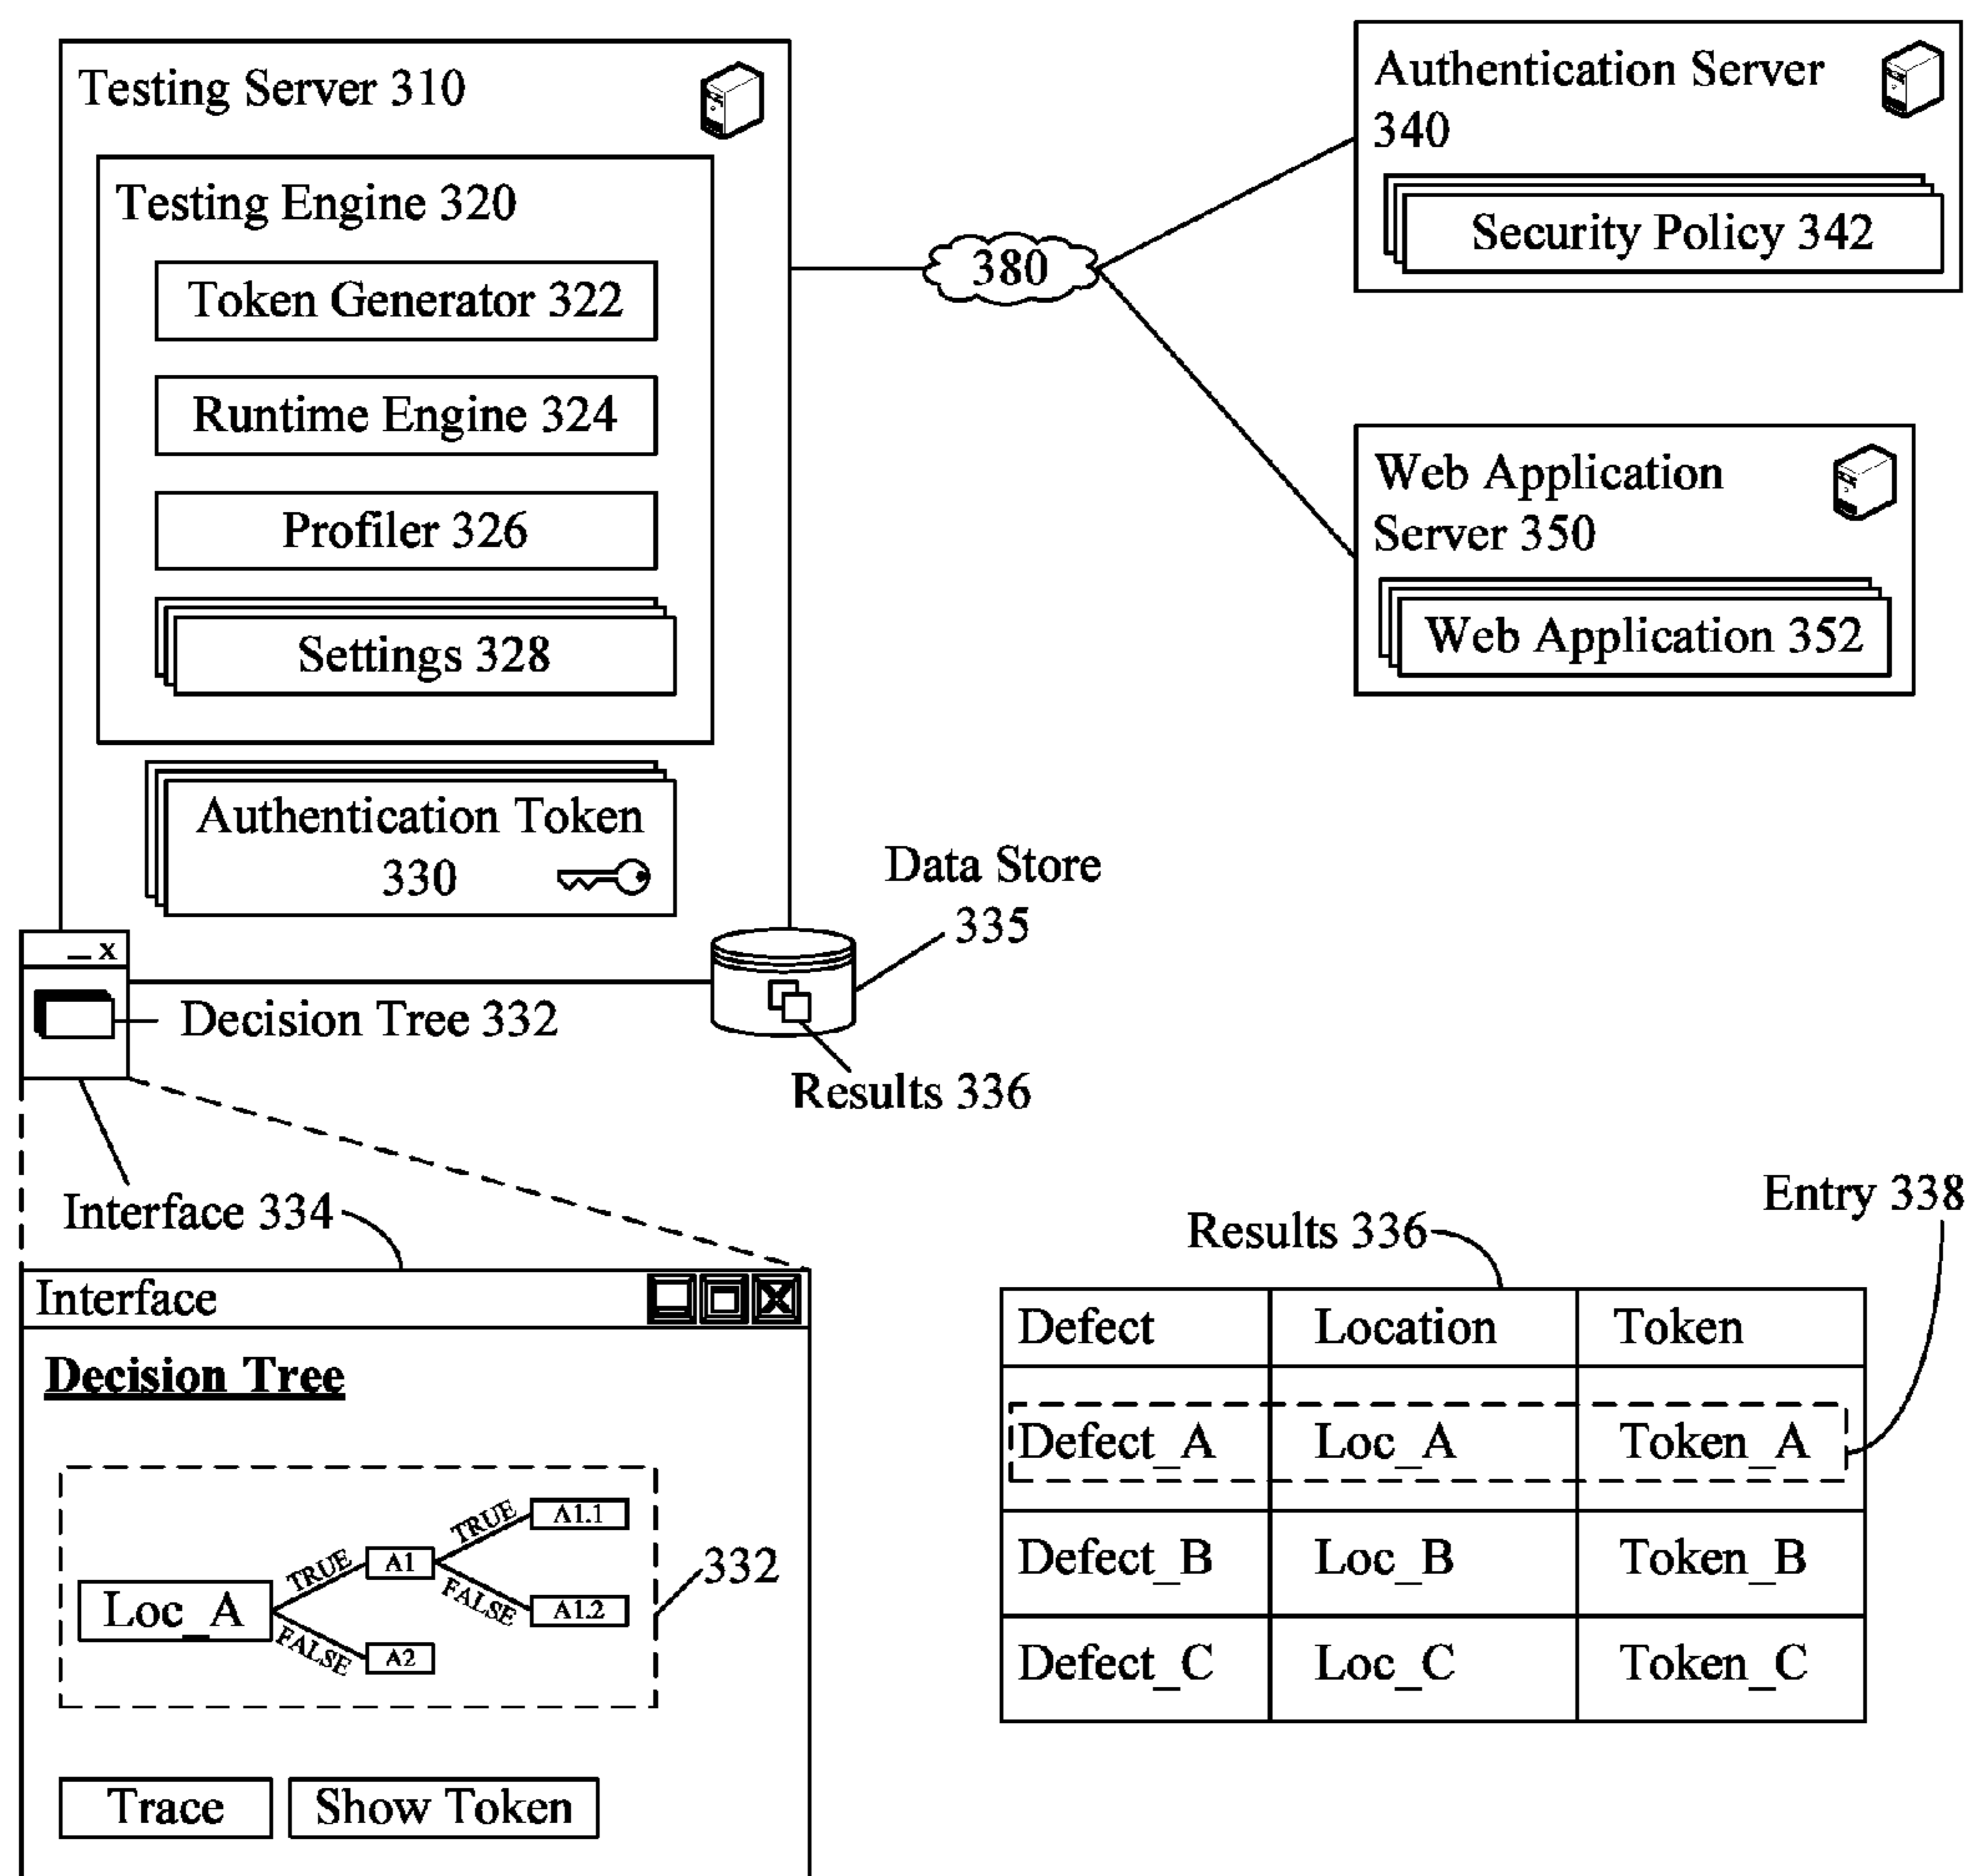 Testing Server 310
Testing Engine 320
Token Generator 322
Runtime Engine 324
Profiler 326
Settings 328
Authentication Token
330
380
Authentication Server
340
Security Policy 342
Web Application
Server 350
Web Application 352
Data Store
335
_ x
Decision Tree 332
Results 336
Interface 334
Interface
Decision Tree
Loc_A
TRUE
FALSE
A1
A2
TRUE
FALSE
A1.1
A1.2
332
Trace
Show Token
Results 336
Entry 338
Defect Location Token
Defect_A Loc_A Token_A
Defect_B Loc_B Token_B
Defect_C Loc_C Token_C